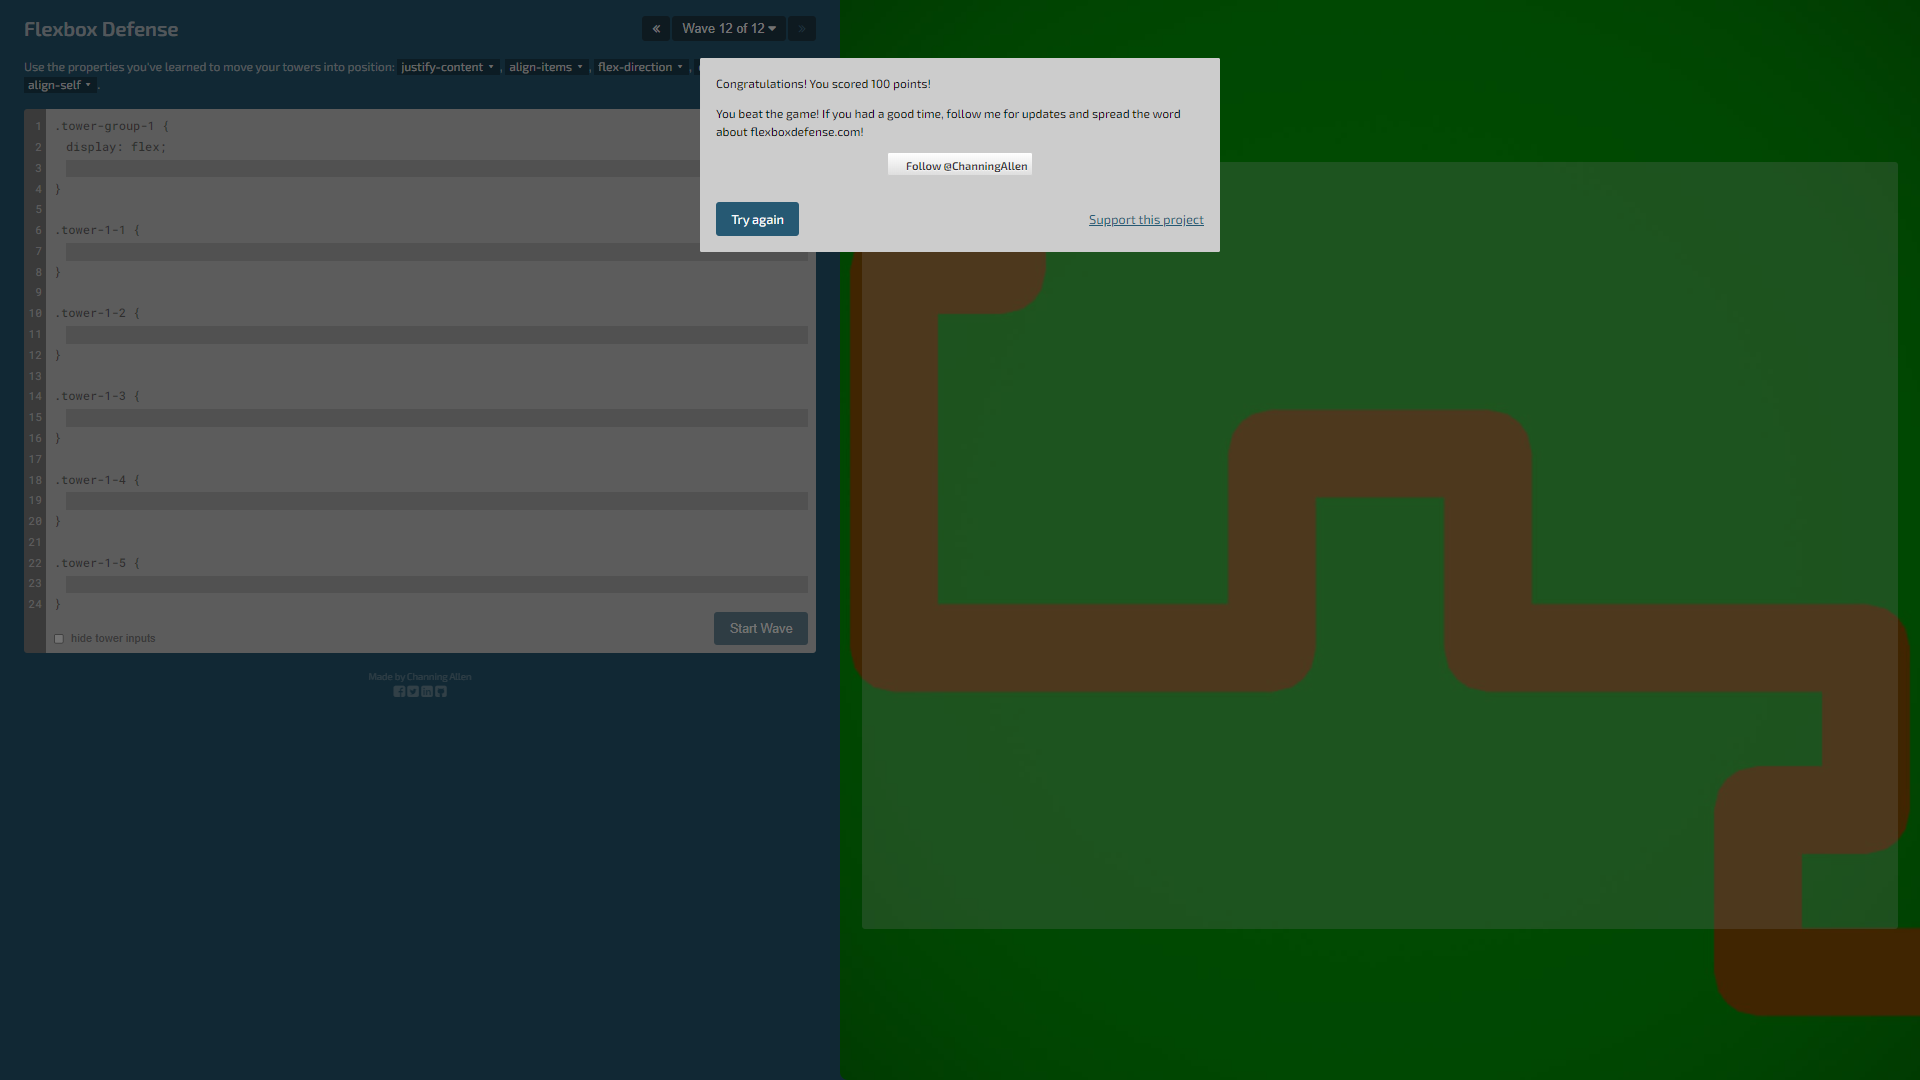 Flexbox Defense
« Wave 12 of 12 »
Use the properties you've learned to move your towers into position: justify-content , align-items , flex-direction ,
align-self .
Congratulations! You scored 100 points!
You beat the game! If you had a good time, follow me for updates and spread the word
about flexboxdefense.com!
Follow @ChanningAllen
Try again
Support this project
1 .tower-group-1 {
2 display: flex;
3
4 }
5
6 .tower-1-1 {
7
8 }
9
10 .tower-1-2 {
11
12 }
13
14 .tower-1-3 {
15
16 }
17
18 .tower-1-4 {
19
20 }
21
22 .tower-1-5 {
23
24 }
hide tower inputs
Start Wave
Made by Channing Allen